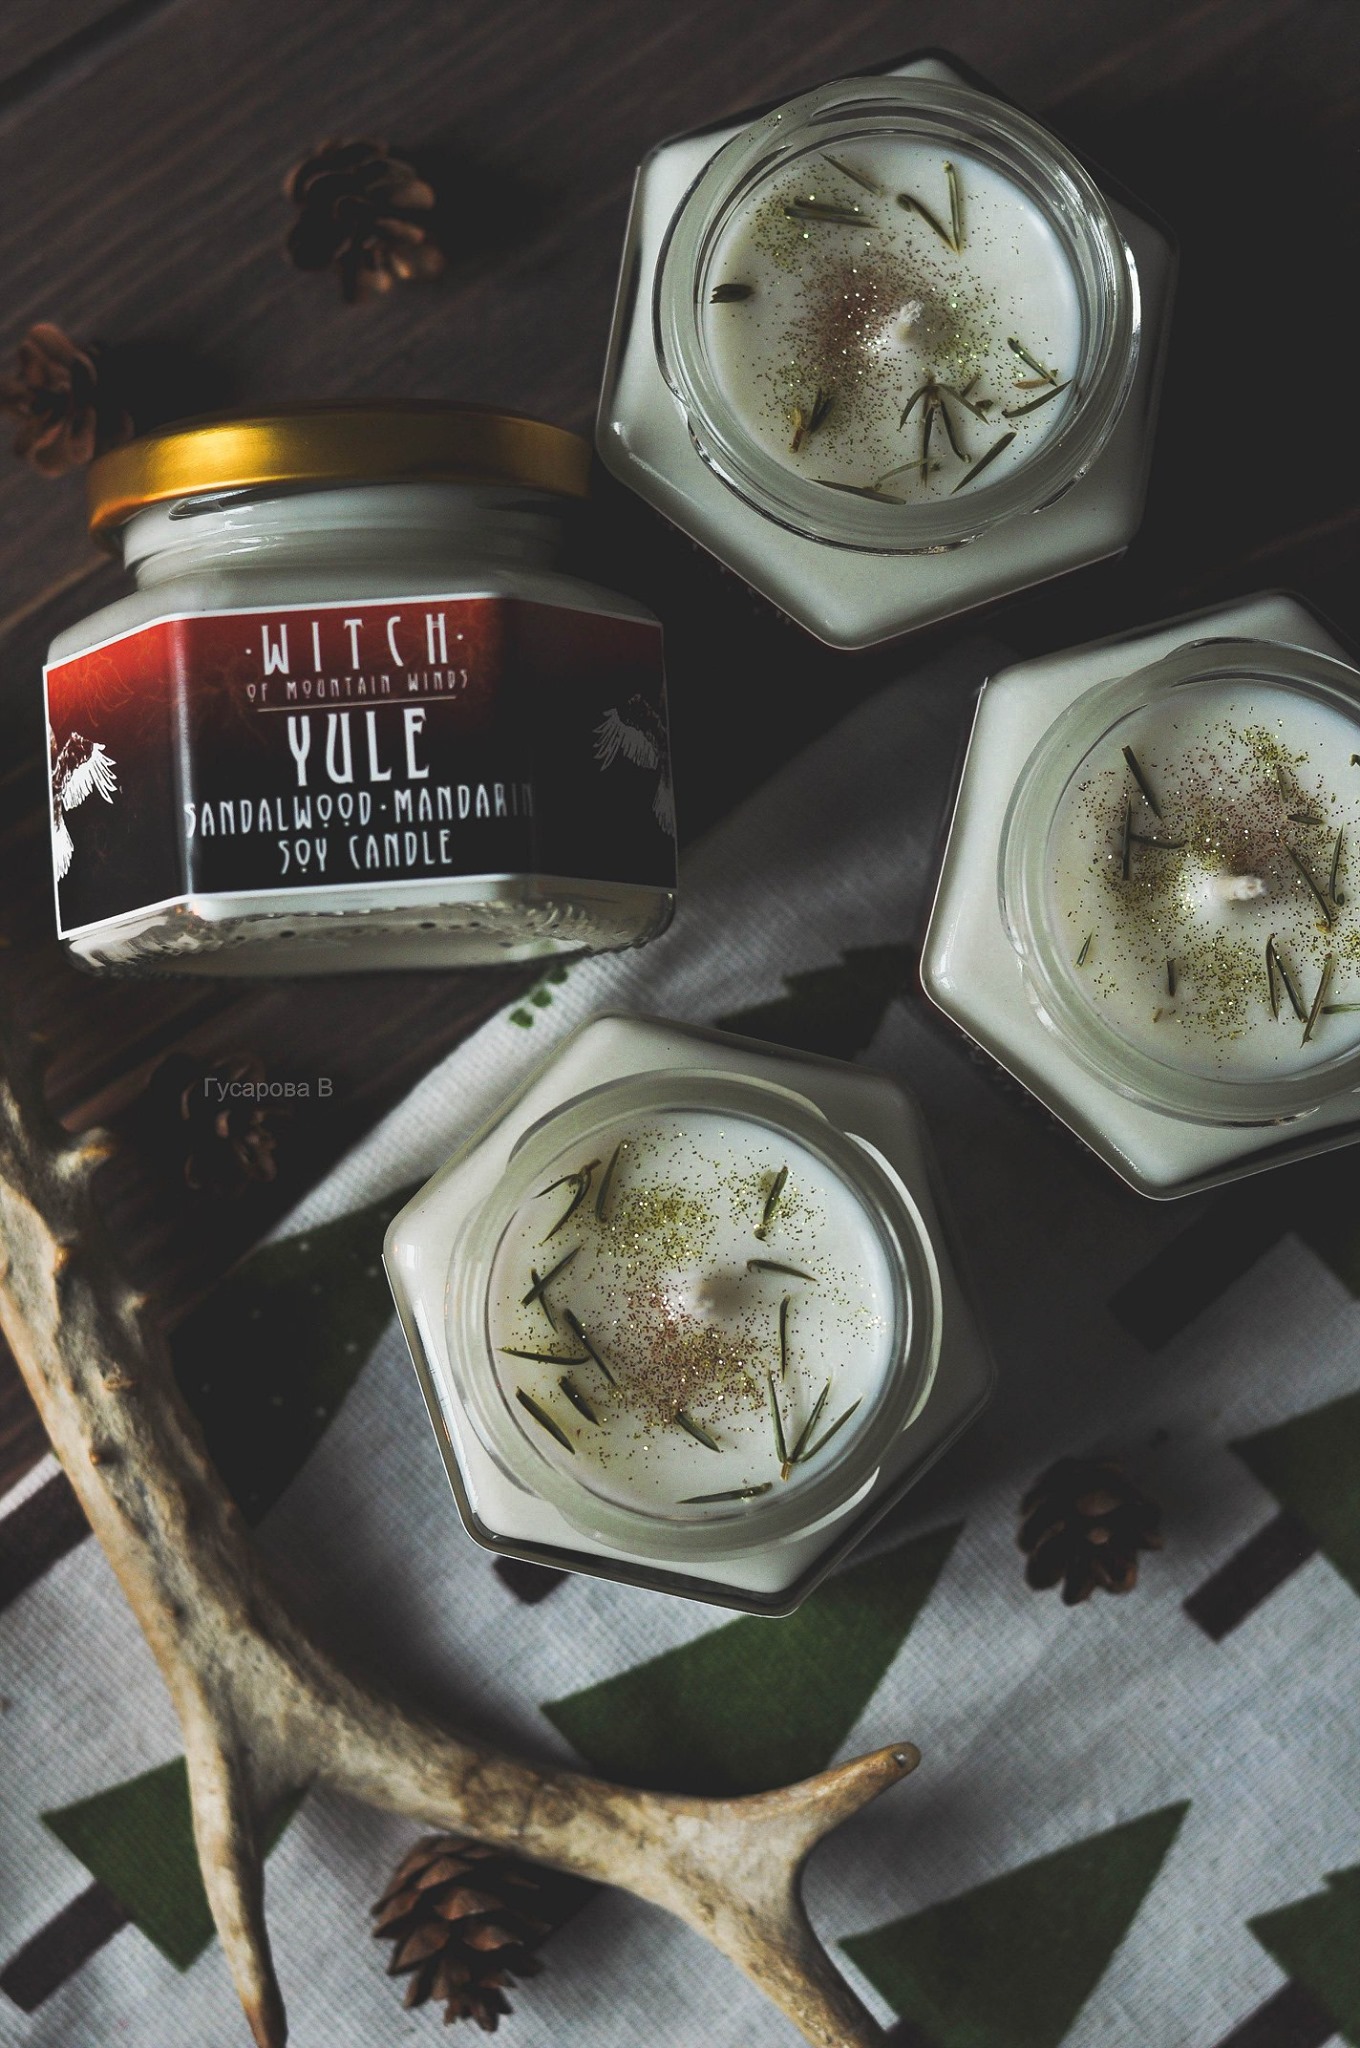 ·WITCH·
OF MOUNTAIN WINDS
YULE
SANDALWOOD·MANDARIN
SOY CANDLE
Гусарова В